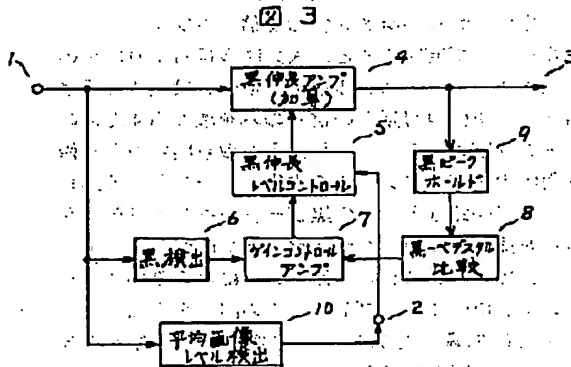 図 3
1
黒伸長アンプ
(加算)
4
3
5
黒伸長
レベルコントロール
9
黒ピーク
ホールド
6
7
8
黒検出
ゲインコントロール
アンプ
黒ーペデスタル
比較
10
2
平均画像
レベル検出